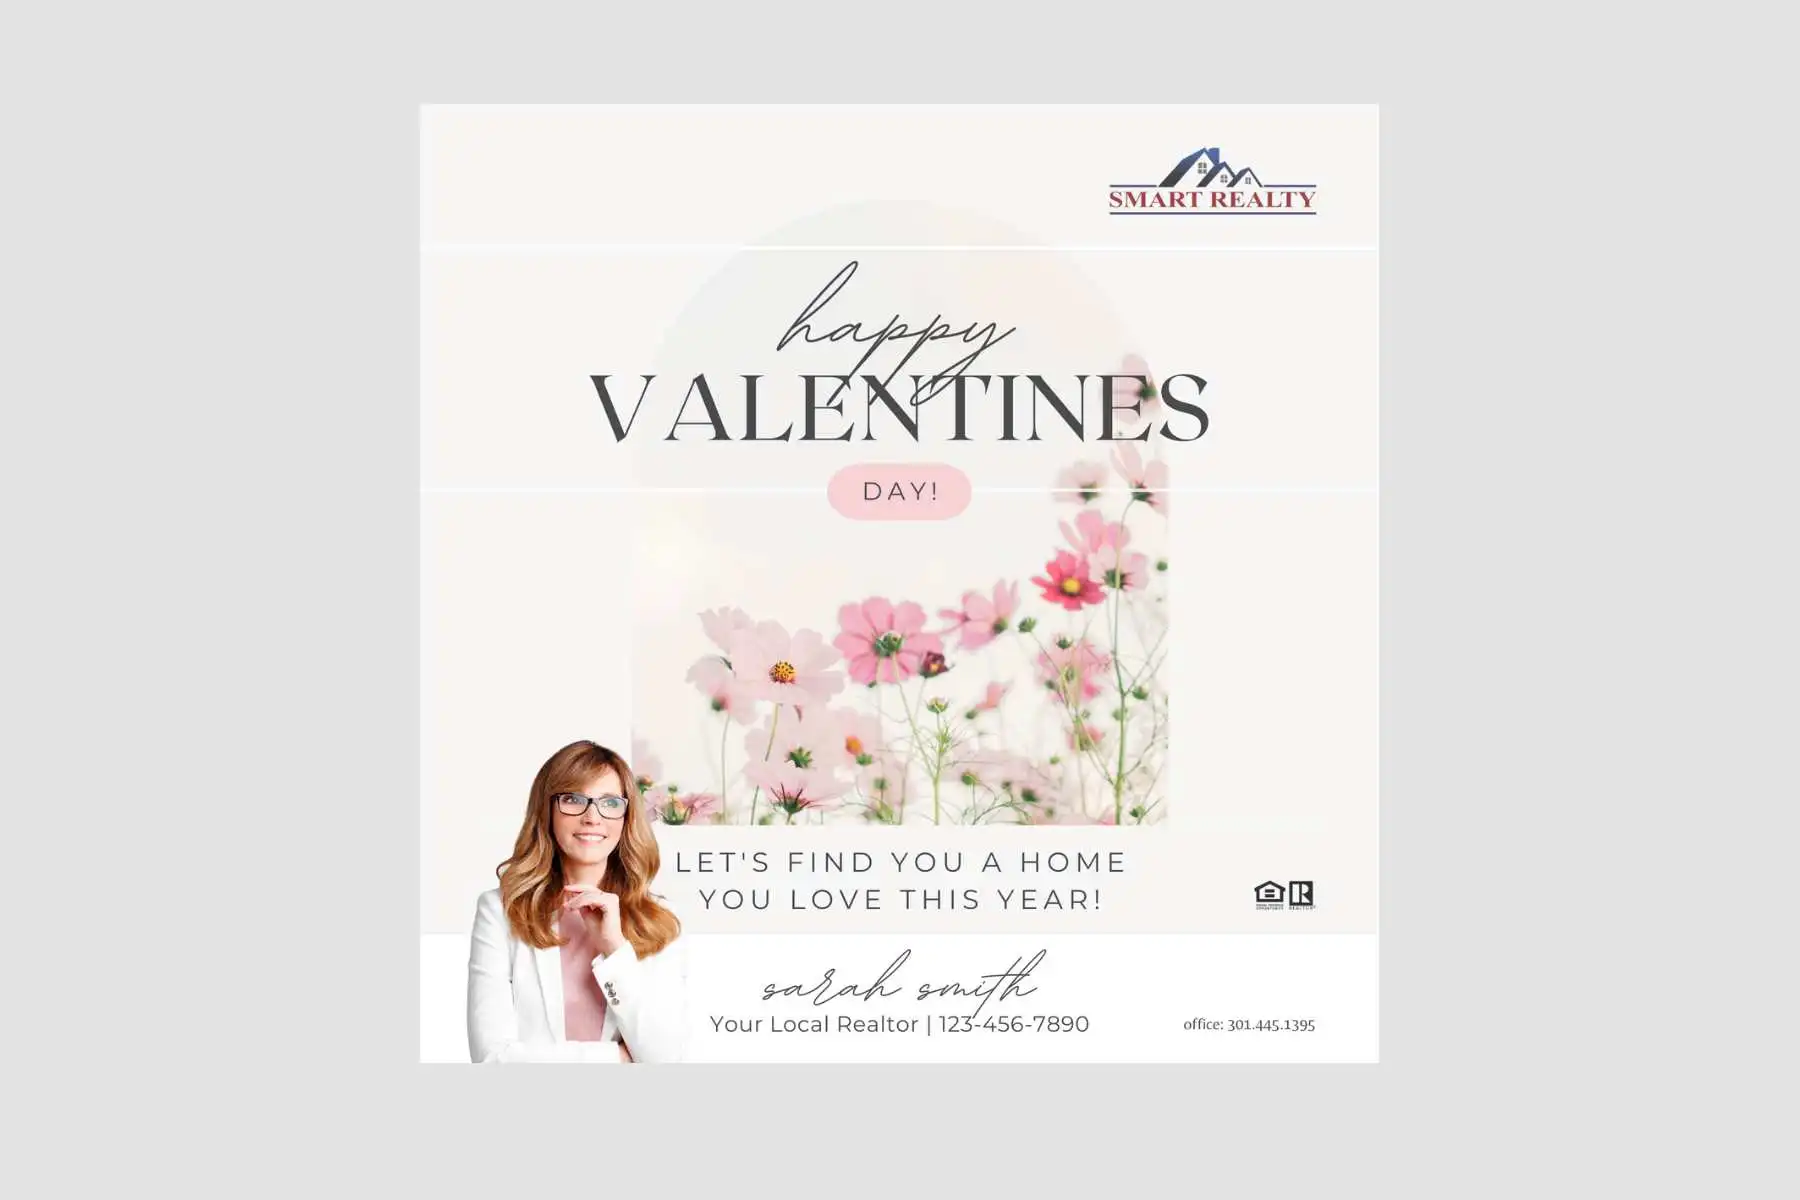 SMART REALTY
happy
VALENTINES
DAY!
LET'S FIND YOU A HOME
YOU LOVE THIS YEAR!
REALTOR®
sarah smith
Your Local Realtor | 123-456-7890
office: 301.445.1395